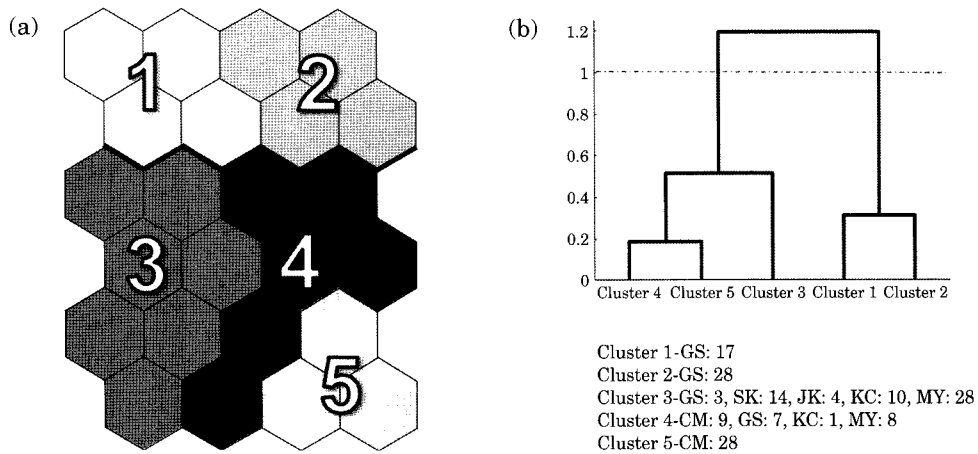 (a)
1
2
3
4
5
(b)
1.2
1
0.8
0.6
0.4
0.2
0
Cluster 4 Cluster 5 Cluster 3 Cluster 1 Cluster 2
Cluster 1-GS: 17
Cluster 2-GS: 28
Cluster 3-GS: 3, SK: 14, JK: 4, KC: 10, MY: 28
Cluster 4-CM: 9, GS: 7, KC: 1, MY: 8
Cluster 5-CM: 28